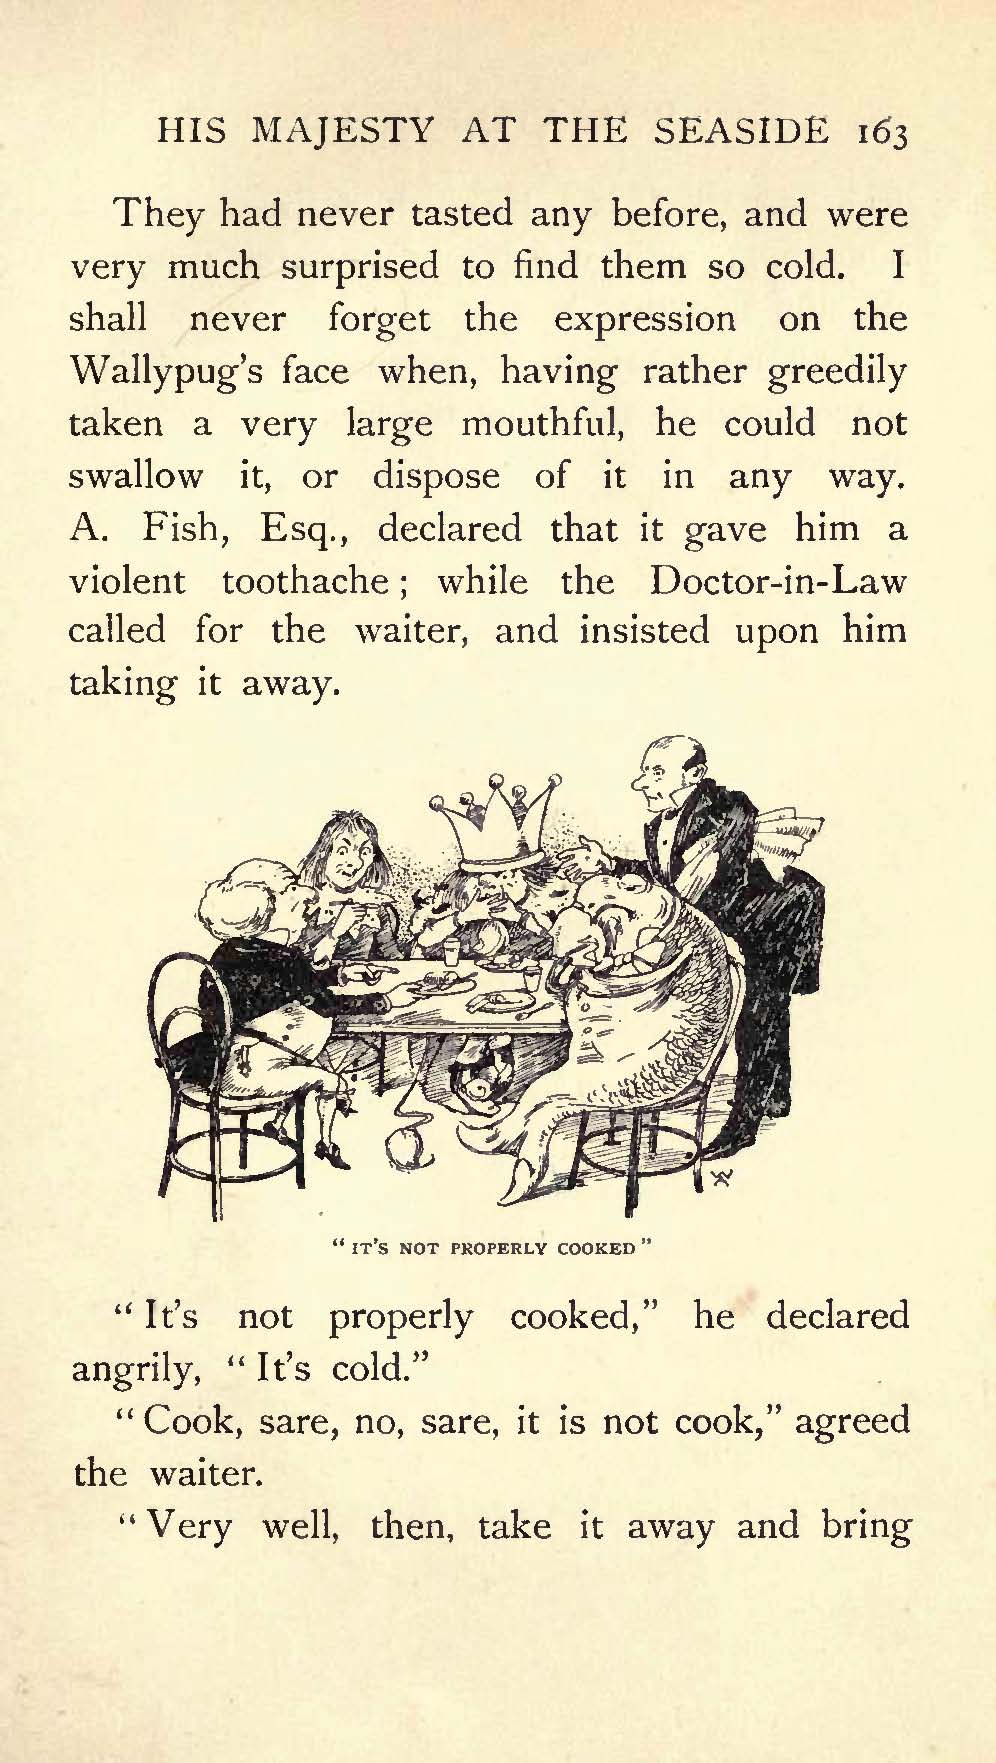 HIS MAJESTY AT THE SEASIDE 163
They had never tasted any before, and were
very much surprised to find them so cold. I
shall never forget the expression on the
Wallypug's face when, having rather greedily
taken a very large mouthful, he could not
swallow it, or dispose of it in any way.
A. Fish, Esq., declared that it gave him a
violent toothache; while the Doctor-in-Law
called for the waiter, and insisted upon him
taking it away.
"IT'S NOT PROPERLY COOKED"
"It's not properly cooked," he declared
angrily, "It's cold."
"Cook, sare, no, sare, it is not cook," agreed
the waiter.
"Very well, then, take it away and bring